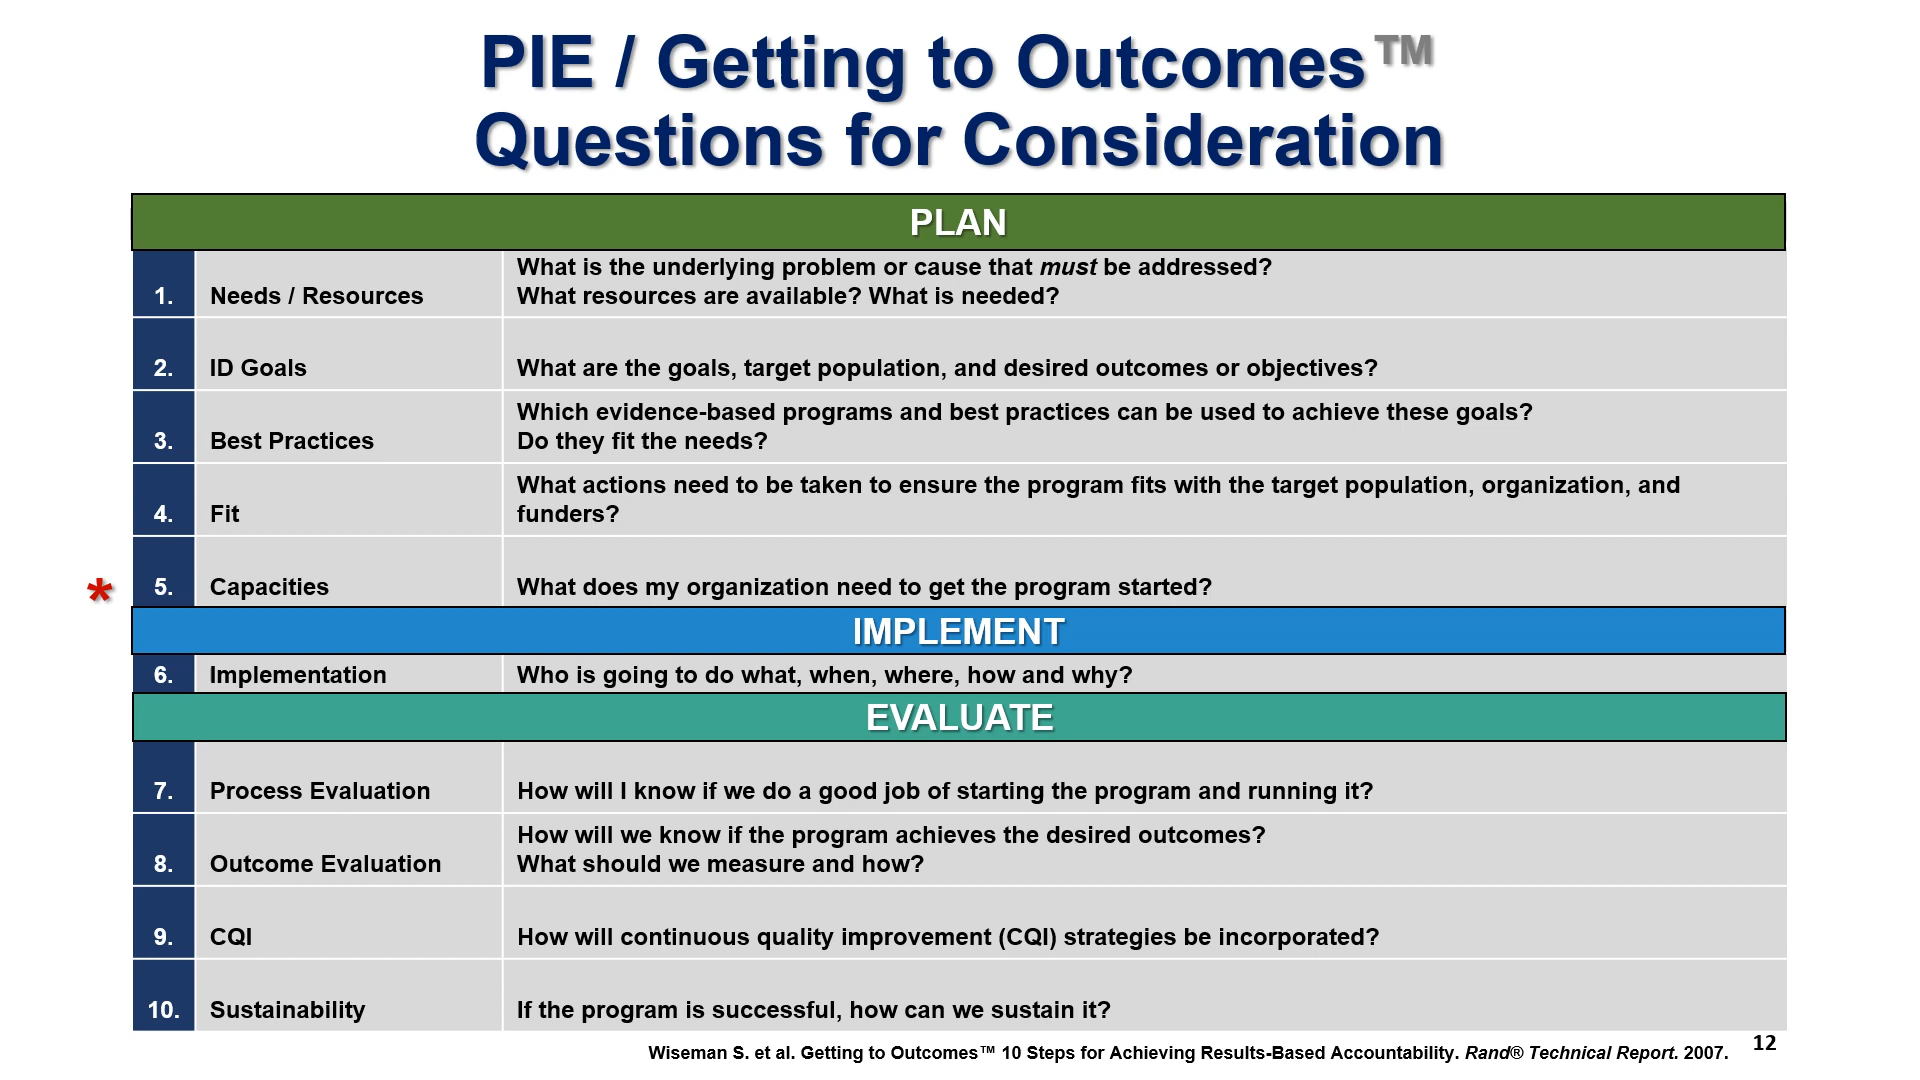 PIE / Getting to Outcomes™
Questions for Consideration
PLAN
1. Needs / Resources What is the underlying problem or cause that must be addressed?
What resources are available? What is needed?
2. ID Goals What are the goals, target population, and desired outcomes or objectives?
3. Best Practices Which evidence-based programs and best practices can be used to achieve these goals?
Do they fit the needs?
4. Fit What actions need to be taken to ensure the program fits with the target population, organization, and
funders?
* 5. Capacities What does my organization need to get the program started?
IMPLEMENT
6. Implementation Who is going to do what, when, where, how and why?
EVALUATE
7. Process Evaluation How will I know if we do a good job of starting the program and running it?
8. Outcome Evaluation How will we know if the program achieves the desired outcomes?
What should we measure and how?
9. CQI How will continuous quality improvement (CQI) strategies be incorporated?
10. Sustainability If the program is successful, how can we sustain it?
Wiseman S. et al. Getting to Outcomes™ 10 Steps for Achieving Results-Based Accountability. Rand® Technical Report. 2007.
12